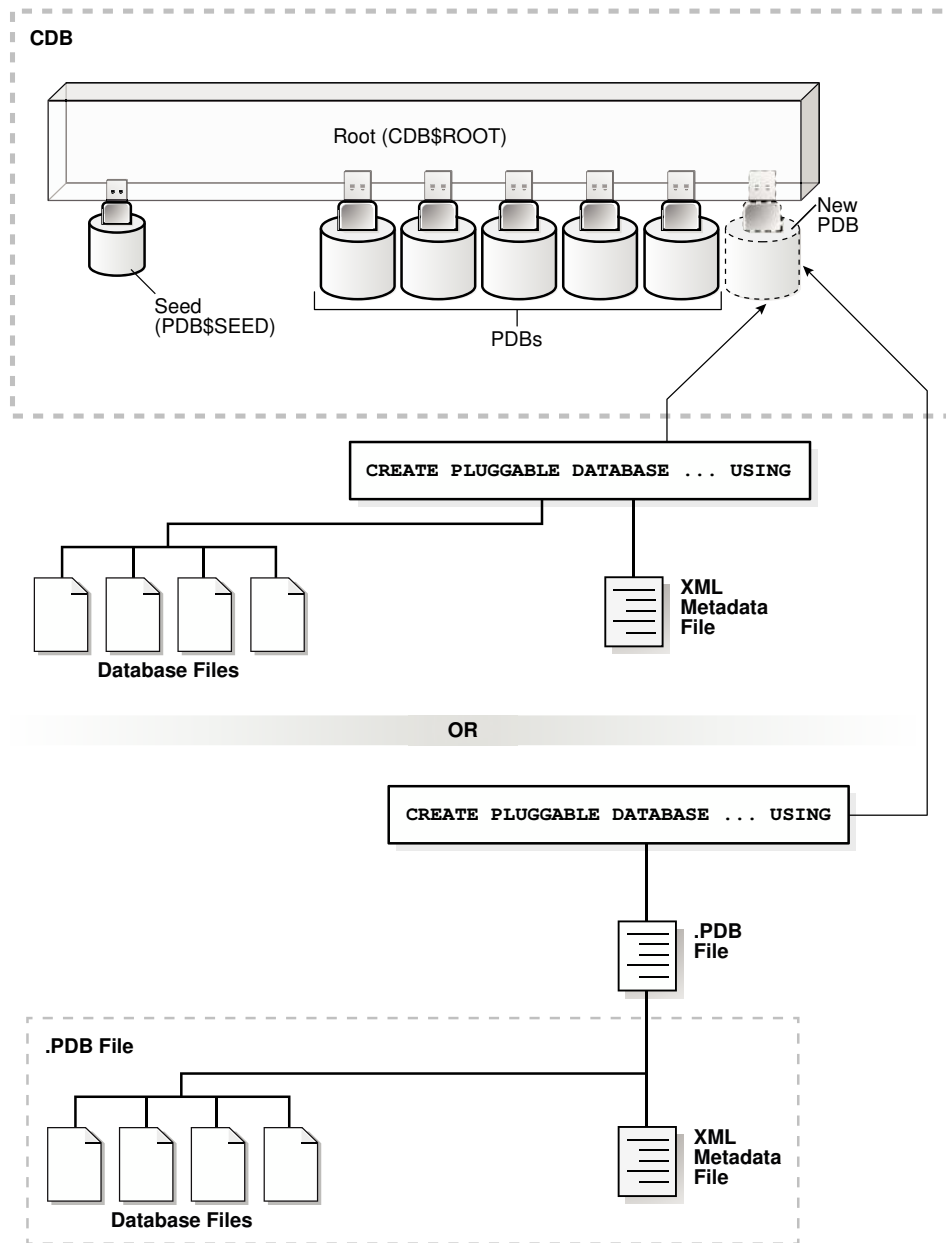 CDB
Root (CDB$ROOT)
New
PDB
Seed
(PDB$SEED)
PDBs
CREATE PLUGGABLE DATABASE ... USING
XML
Metadata
File
Database Files
OR
CREATE PLUGGABLE DATABASE ... USING
.PDB
File
.PDB File
XML
Metadata
File
Database Files